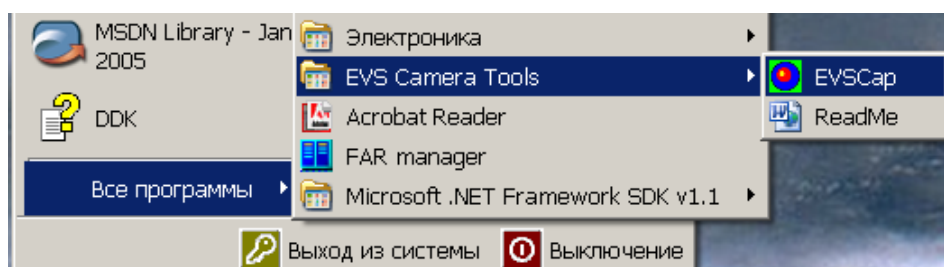 MSDN Library - Jan
2005
DDK
Все программы
Электроника
EVS Camera Tools
Acrobat Reader
FAR manager
Microsoft .NET Framework SDK v1.1
EVSCap
ReadMe
Выход из системы
Выключение